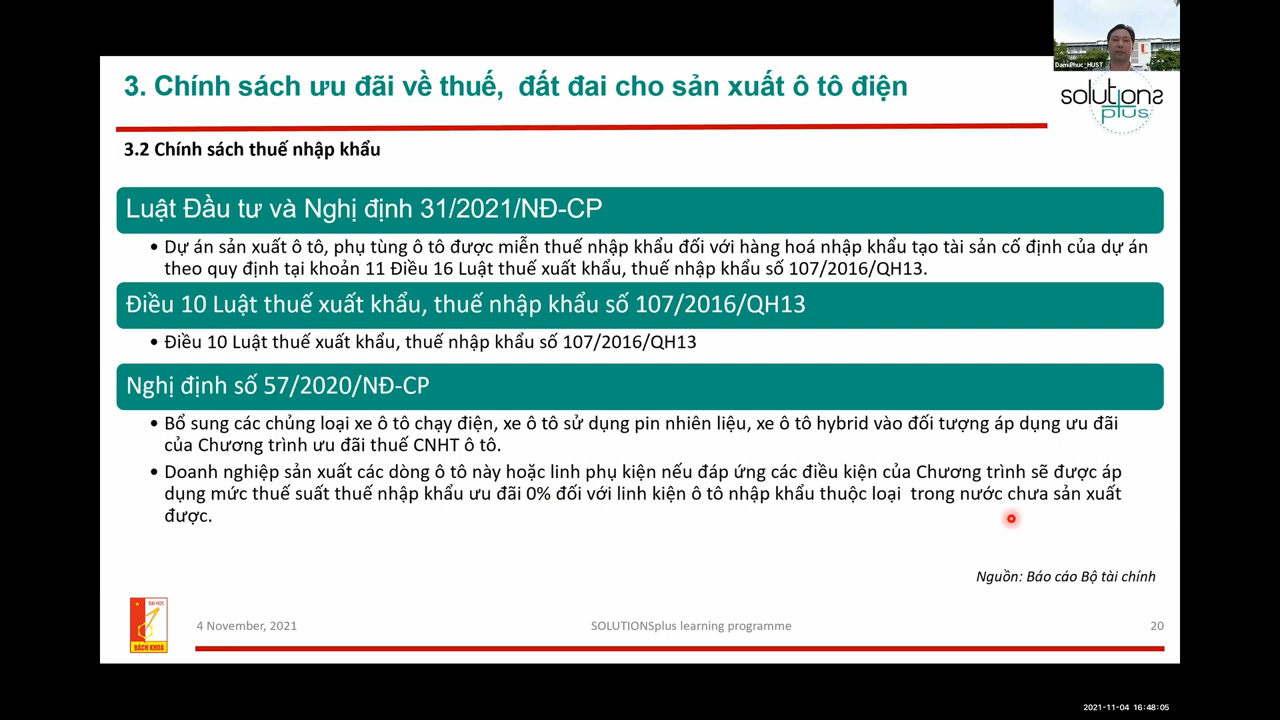 DamPhuc_HUST
3. Chính sách ưu đãi về thuế, đất đai cho sản xuất ô tô điện
solutions
plus
3.2 Chính sách thuế nhập khẩu
Luật Đầu tư và Nghị định 31/2021/NĐ-CP
• Dự án sản xuất ô tô, phụ tùng ô tô được miễn thuế nhập khẩu đối với hàng hoá nhập khẩu tạo tài sản cố định của dự án
theo quy định tại khoản 11 Điều 16 Luật thuế xuất khẩu, thuế nhập khẩu số 107/2016/QH13.
Điều 10 Luật thuế xuất khẩu, thuế nhập khẩu số 107/2016/QH13
• Điều 10 Luật thuế xuất khẩu, thuế nhập khẩu số 107/2016/QH13
Nghị định số 57/2020/NĐ-CP
• Bổ sung các chủng loại xe ô tô chạy điện, xe ô tô sử dụng pin nhiên liệu, xe ô tô hybrid vào đối tượng áp dụng ưu đãi
của Chương trình ưu đãi thuế CNHT ô tô.
• Doanh nghiệp sản xuất các dòng ô tô này hoặc linh phụ kiện nếu đáp ứng các điều kiện của Chương trình sẽ được áp
dụng mức thuế suất thuế nhập khẩu ưu đãi 0% đối với linh kiện ô tô nhập khẩu thuộc loại trong nước chưa sản xuất
được.
Nguồn: Báo cáo Bộ tài chính
ĐẠI HỌC
BÁCH KHOA
4 November, 2021
SOLUTIONSplus learning programme
20
2021-11-04 16:48:05